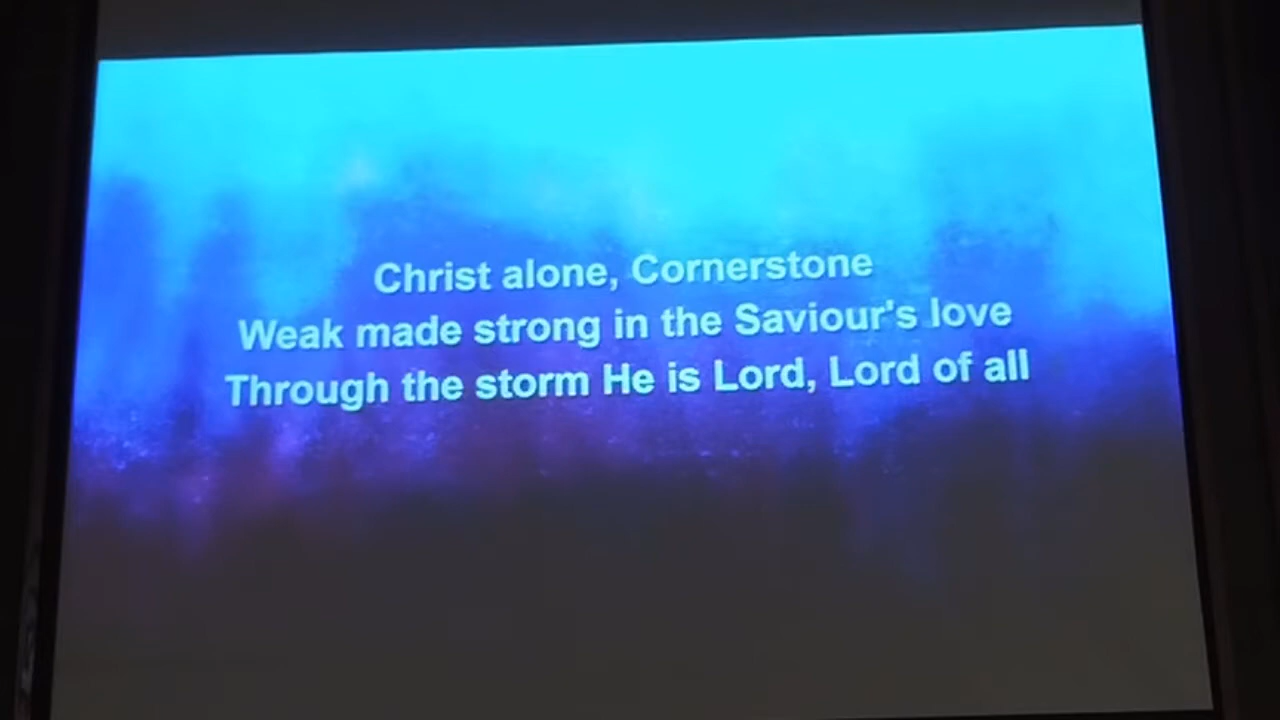 Christ alone, Cornerstone
Weak made strong in the Saviour's love
Through the storm He is Lord, Lord of all